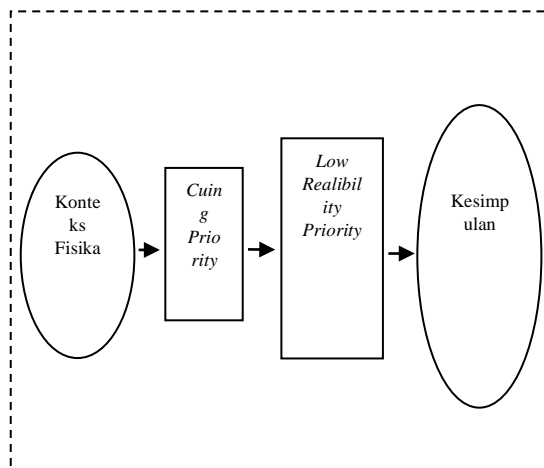 Konte
ks
Fisika
Cuin
g
Prio
rity
Low
Realibil
ity
Priority
Kesimp
ulan